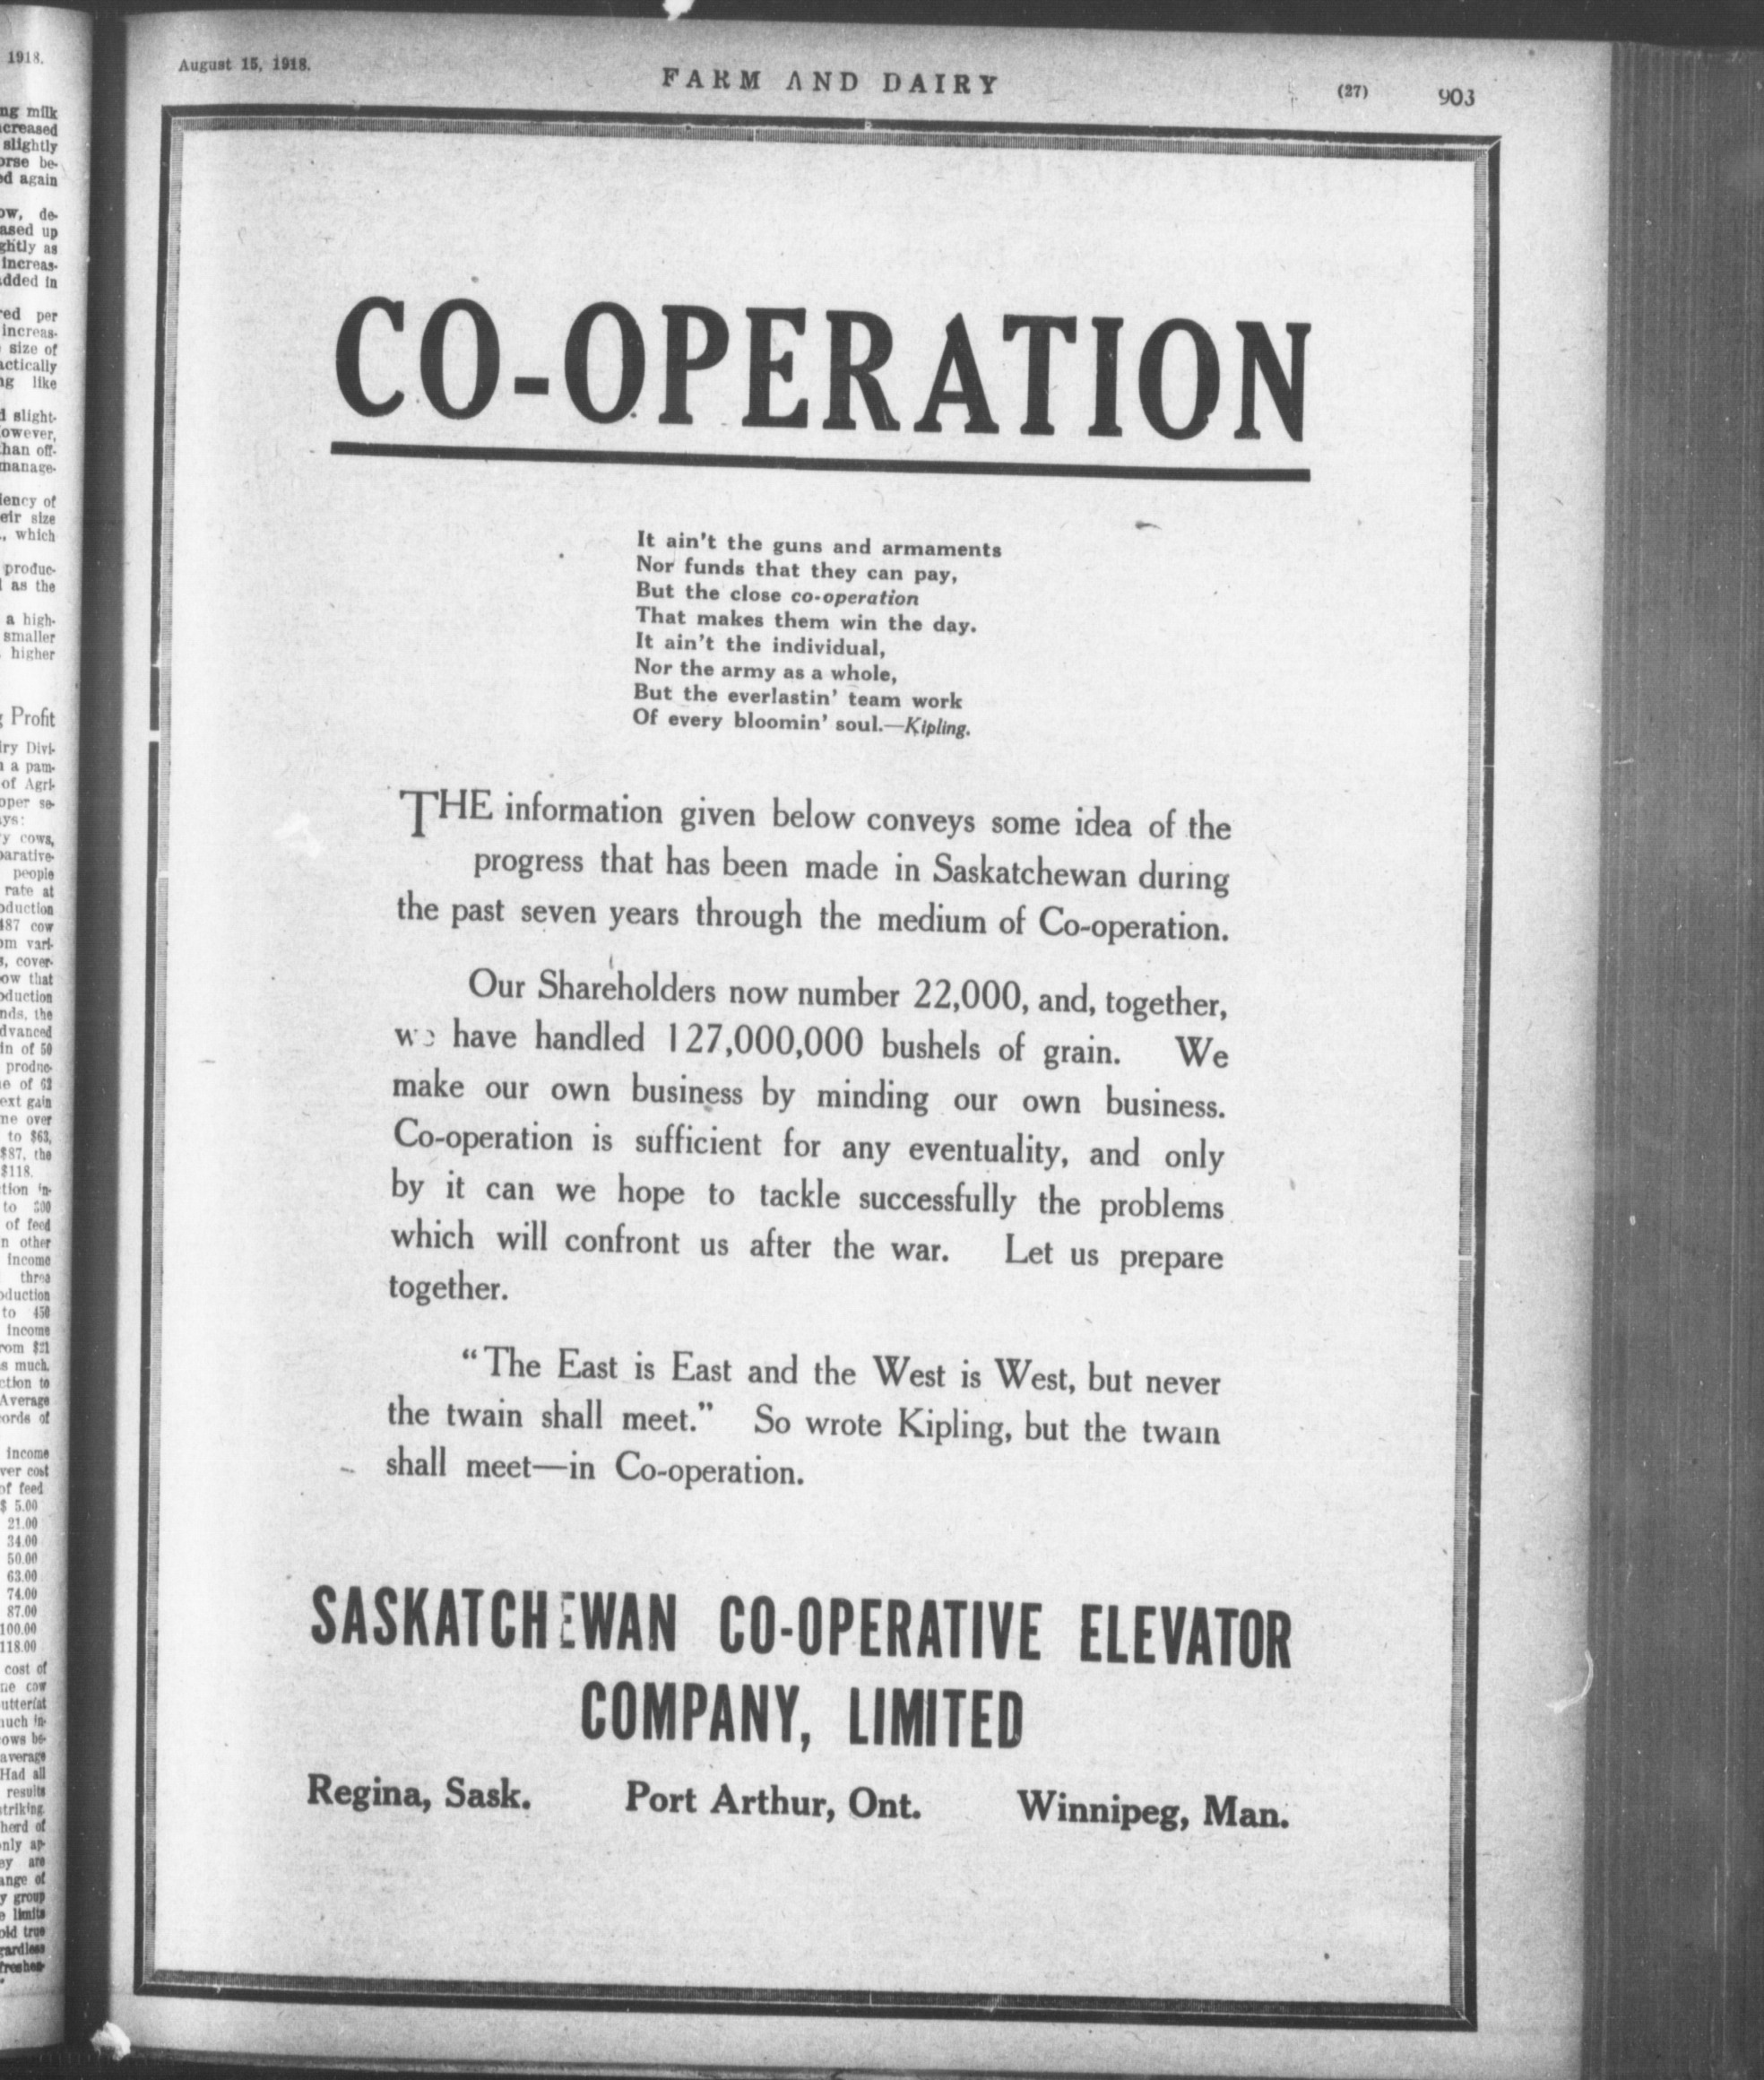 August 15, 1918.
FARM AND DAIRY
(27) 903
CO-OPERATION
It ain't the guns and armaments
Nor funds that they can pay,
But the close co-operation
That makes them win the day.
It ain't the individual,
Nor the army as a whole,
But the everlastin' team work
Of every bloomin' soul.—Kipling.
THE information given below conveys some idea of the
progress that has been made in Saskatchewan during
the past seven years through the medium of Co-operation.
Our Shareholders now number 22,000, and, together,
we have handled 127,000,000 bushels of grain. We
make our own business by minding our own business.
Co-operation is sufficient for any eventuality, and only
by it can we hope to tackle successfully the problems
which will confront us after the war. Let us prepare
together.
"The East is East and the West is West, but never
the twain shall meet." So wrote Kipling, but the twain
shall meet—in Co-operation.
SASKATCHEWAN CO-OPERATIVE ELEVATOR
COMPANY, LIMITED
Regina, Sask. Port Arthur, Ont. Winnipeg, Man.